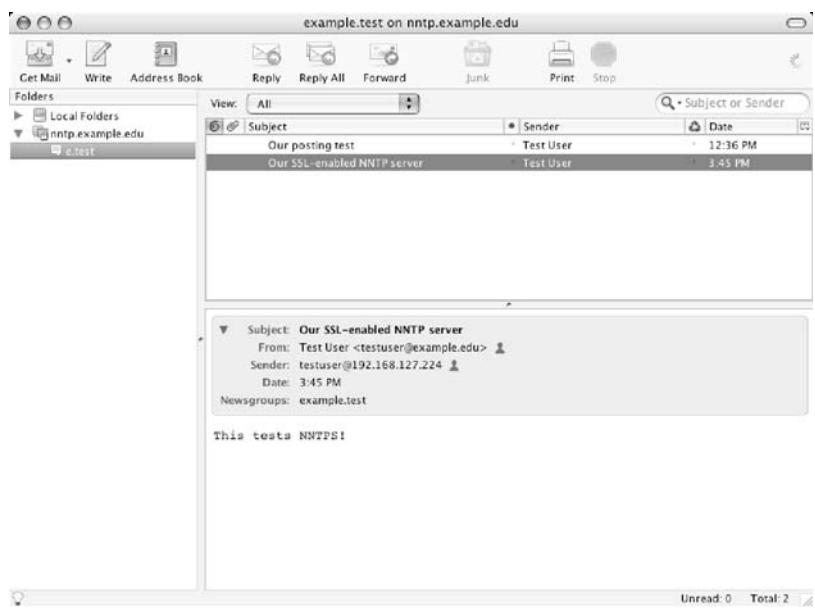 example.test on nntp.example.edu
Get Mail Write Address Book Reply Reply All Forward Junk Print Stop
Folders
Local Folders
nntp.example.edu
e.test
View: All
Subject or Sender
Subject Sender Date
Our posting test Test User 12:36 PM
Our SSL-enabled NNTP server Test User 3:45 PM
Subject: Our SSL-enabled NNTP server
From: Test User <testuser@example.edu>
Sender: testuser@192.168.127.224
Date: 3:45 PM
Newsgroups: example.test
This tests NNTPS!
Unread: 0 Total: 2